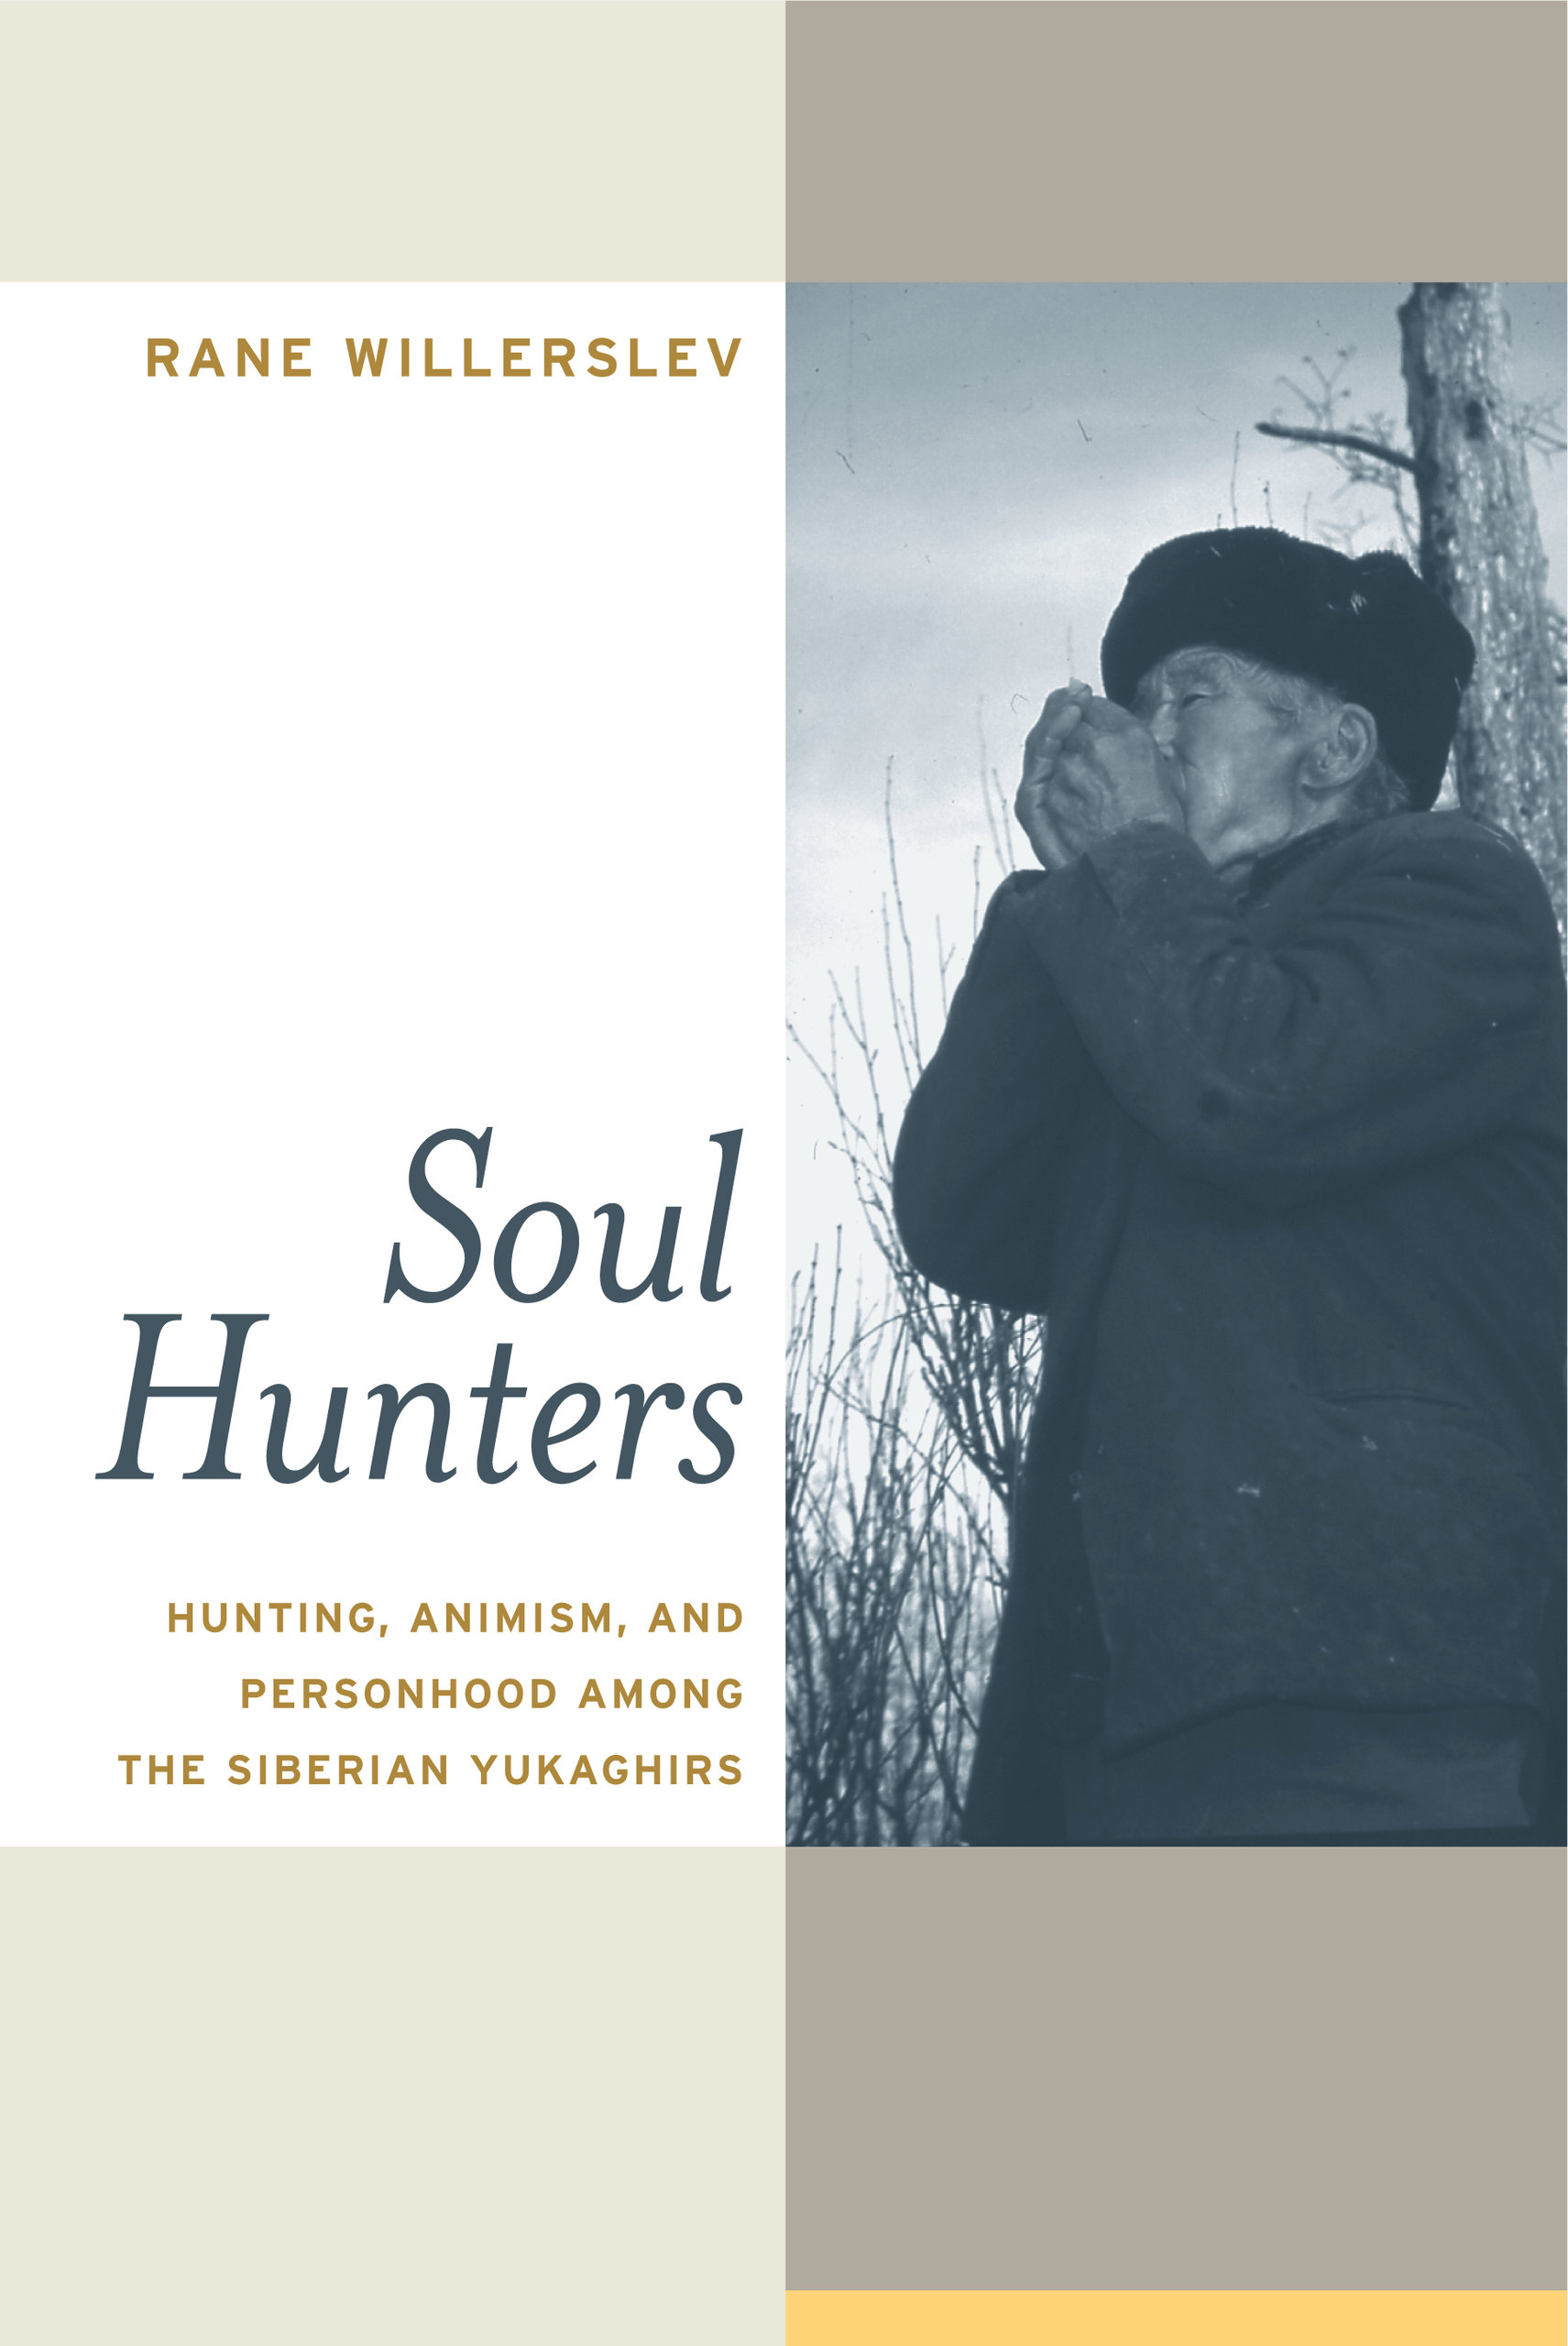 RANE WILLERSLEV
Soul
Hunters
HUNTING, ANIMISM, AND
PERSONHOOD AMONG
THE SIBERIAN YUKAGHIRS